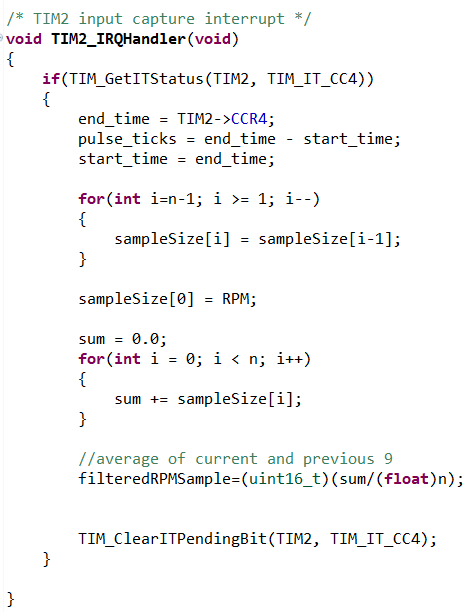 /* TIM2 input capture interrupt */
void TIM2_IRQHandler(void)
{
    if(TIM_GetITStatus(TIM2, TIM_IT_CC4))
    {
        end_time = TIM2->CCR4;
        pulse_ticks = end_time - start_time;
        start_time = end_time;

        for(int i=n-1; i >= 1; i--)
        {
            sampleSize[i] = sampleSize[i-1];
        }

        sampleSize[0] = RPM;

        sum = 0.0;
        for(int i = 0; i < n; i++)
        {
            sum += sampleSize[i];
        }

        //average of current and previous 9
        filteredRPMSample=(uint16_t)(sum/(float)n);


        TIM_ClearITPendingBit(TIM2, TIM_IT_CC4);
    }

}